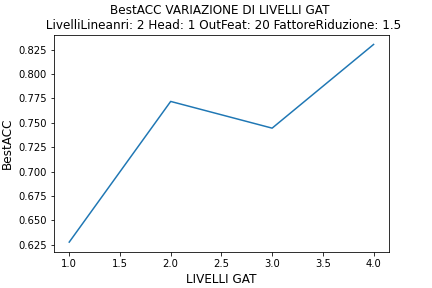 BestACC VARIAZIONE DI LIVELLI GAT
LivelliLineanri: 2 Head: 1 OutFeat: 20 FattoreRiduzione: 1.5
0.825
0.800
0.775
0.750
0.725
0.700
0.675
0.650
0.625
BestACC
1.0 1.5 2.0 2.5 3.0 3.5 4.0
LIVELLI GAT